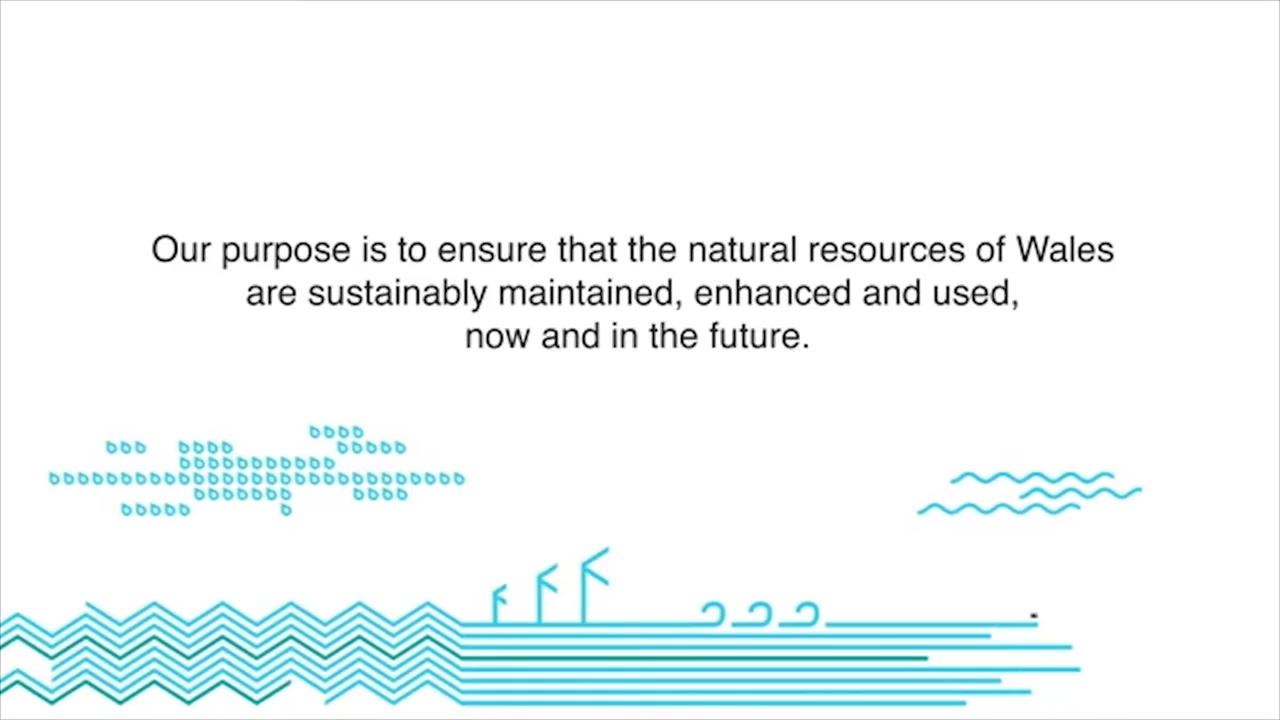 Our purpose is to ensure that the natural resources of Wales
are sustainably maintained, enhanced and used,
now and in the future.